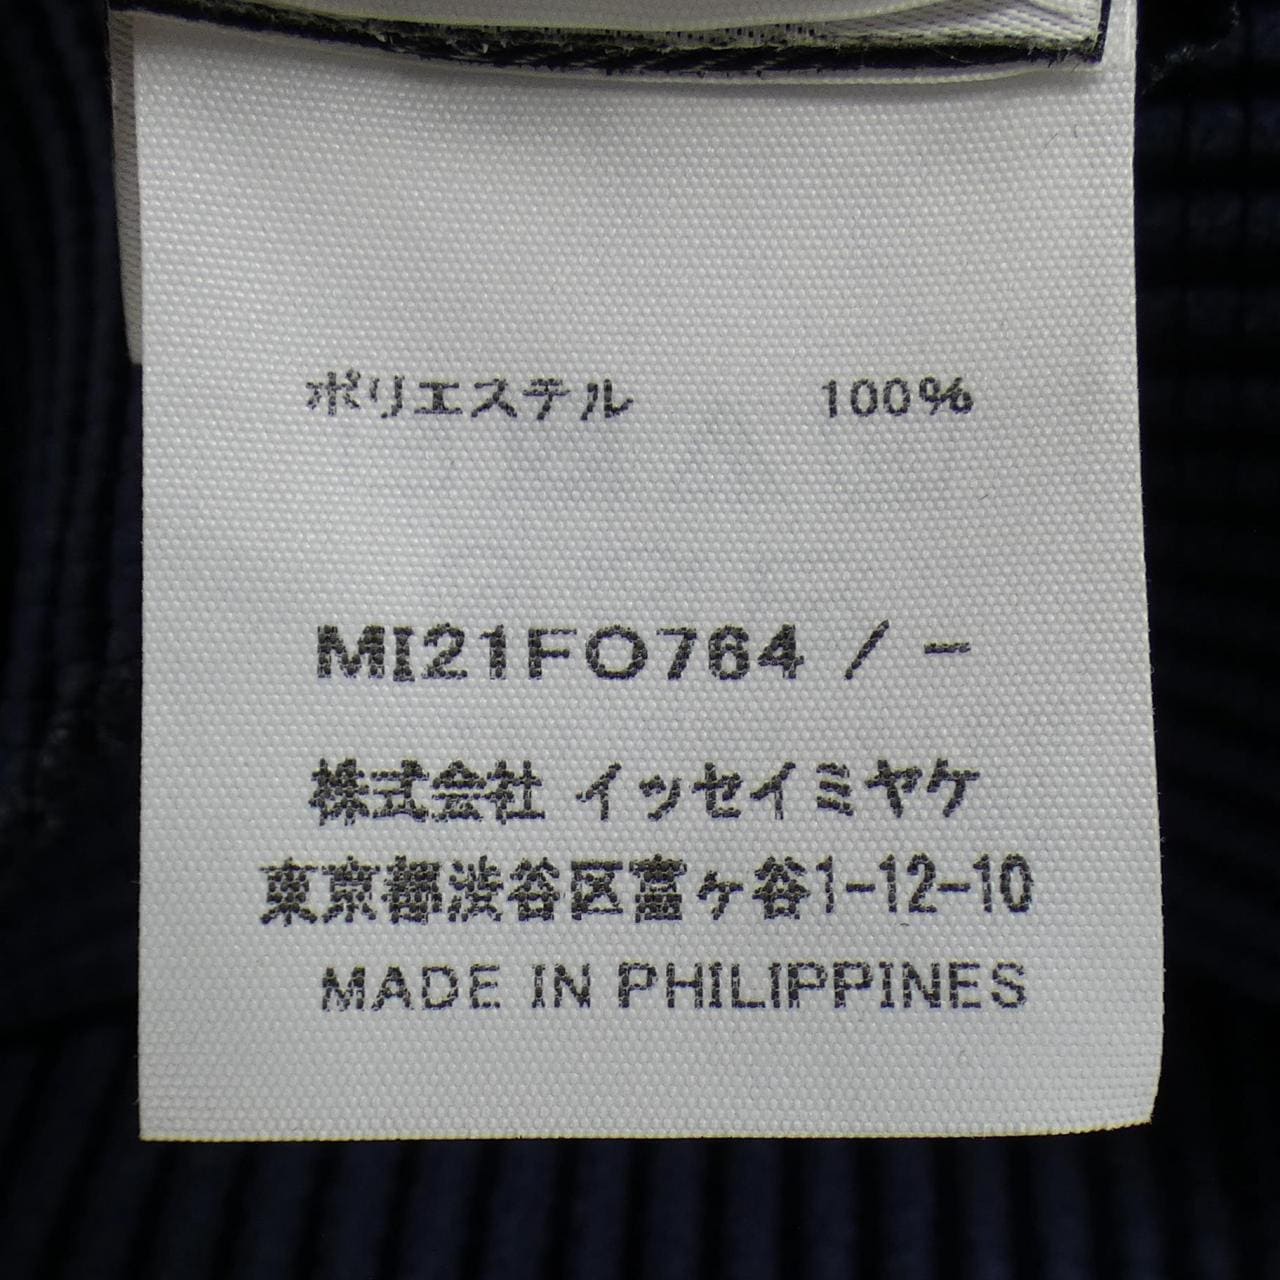 ポリエステル 100%
MI21FO764 / -
株式会社 イッセイミヤケ
東京都渋谷区富ヶ谷1-12-10
MADE IN PHILIPPINES